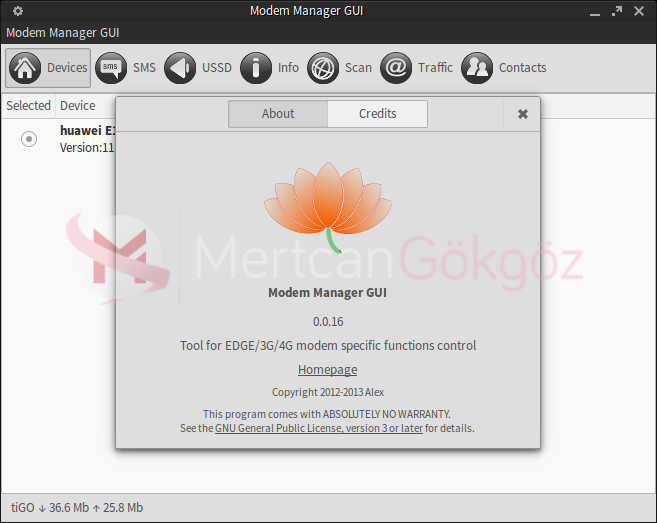 Modem Manager GUI
Modem Manager GUI
Devices SMS USSD Info Scan Traffic Contacts
Selected Device
About Credits
huawei
Version:11
MertcanGökgöz
Modem Manager GUI
0.0.16
Tool for EDGE/3G/4G modem specific functions control
Homepage
Copyright 2012-2013 Alex
This program comes with ABSOLUTELY NO WARRANTY.
See the GNU General Public License, version 3 or later for details.
tiGO ↓ 36.6 Mb ↑ 25.8 Mb